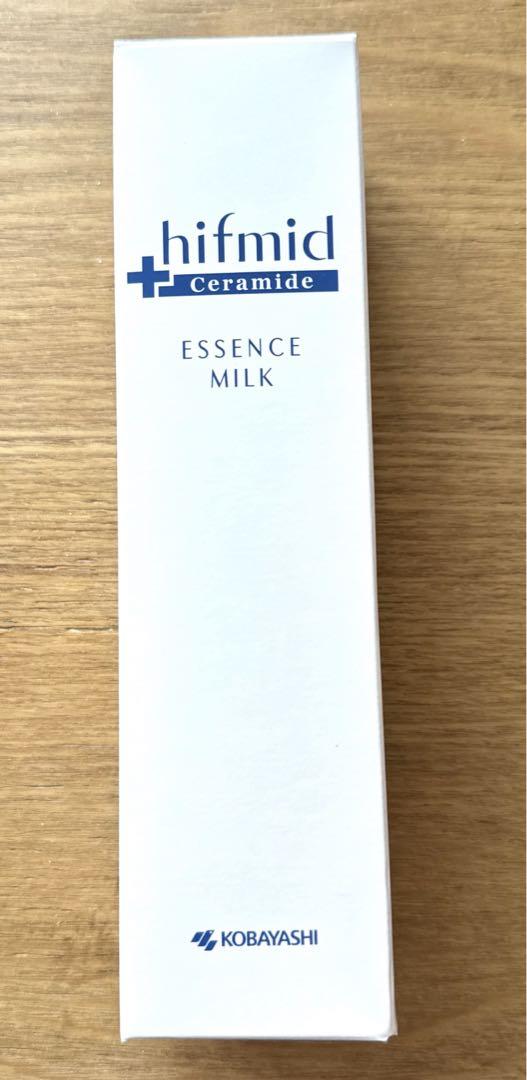 hifmid
Ceramide
ESSENCE
MILK
KOBAYASHI